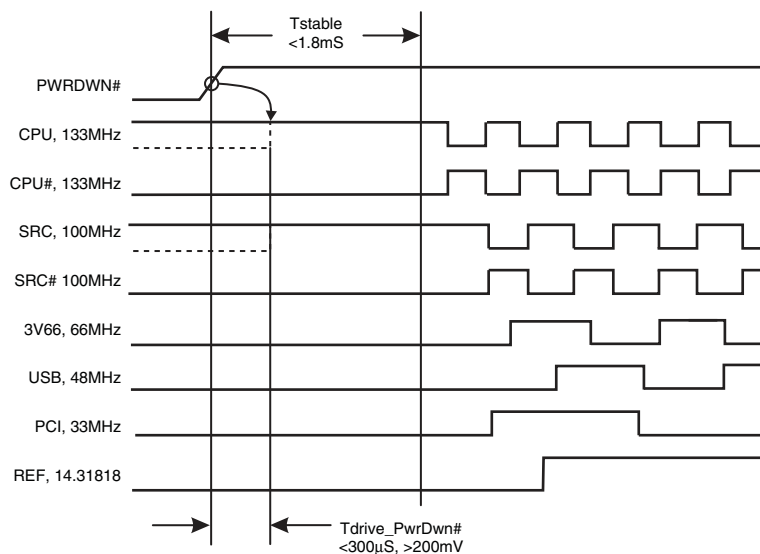 Tstable
<1.8mS
PWRDWN#
CPU, 133MHz
CPU#, 133MHz
SRC, 100MHz
SRC# 100MHz
3V66, 66MHz
USB, 48MHz
PCI, 33MHz
REF, 14.31818
Tdrive_PwrDwn#
<300μS, >200mV